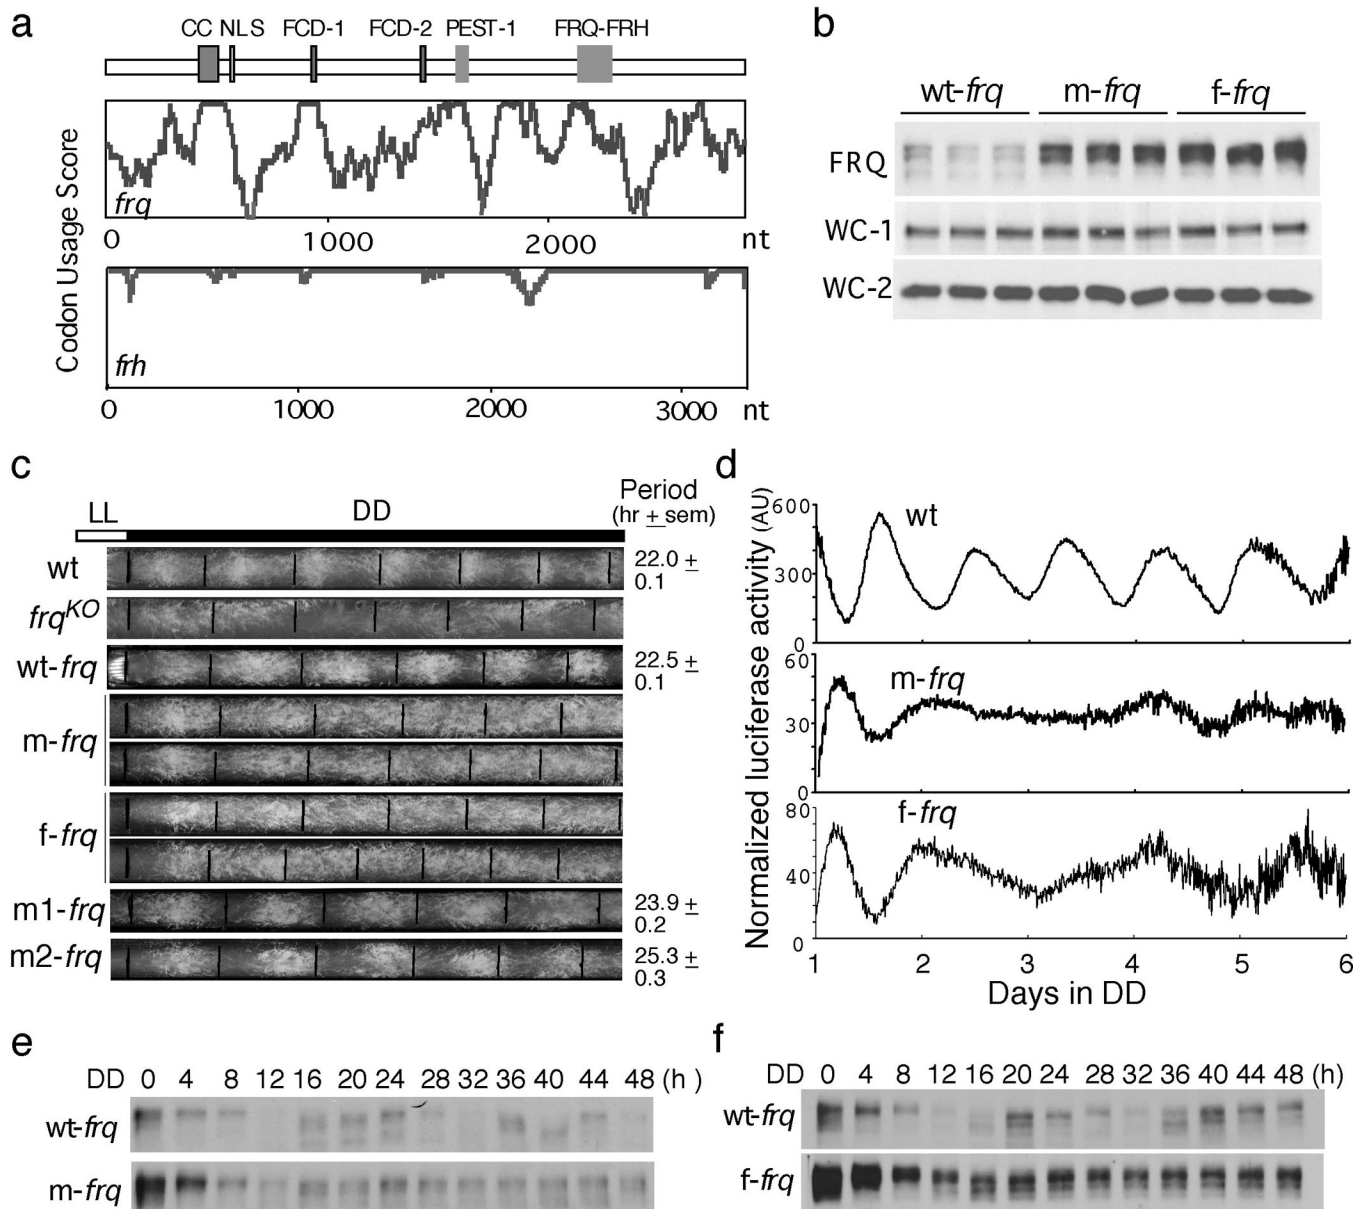 a
CC NLS FCD-1 FCD-2 PEST-1 FRQ-FRH
Codon Usage Score
frq
0 1000 2000 nt
frh
0 1000 2000 3000 nt
b
wt-frq m-frq f-frq
FRQ
WC-1
WC-2
c
LL DD Period
(hr + sem)
wt 22.0 +
0.1
frqKO
wt-frq 22.5 +
0.1
m-frq
f-frq
m1-frq 23.9 +
0.2
m2-frq 25.3 +
0.3
d
Normalized luciferase activity (AU)
600
wt
300
0
60
m-frq
30
0
80
f-frq
40
0
1 2 3 4 5 6
Days in DD
e
DD 0 4 8 12 16 20 24 28 32 36 40 44 48 (h )
wt-frq
m-frq
f
DD 0 4 8 12 16 20 24 28 32 36 40 44 48 (h)
wt-frq
f-frq